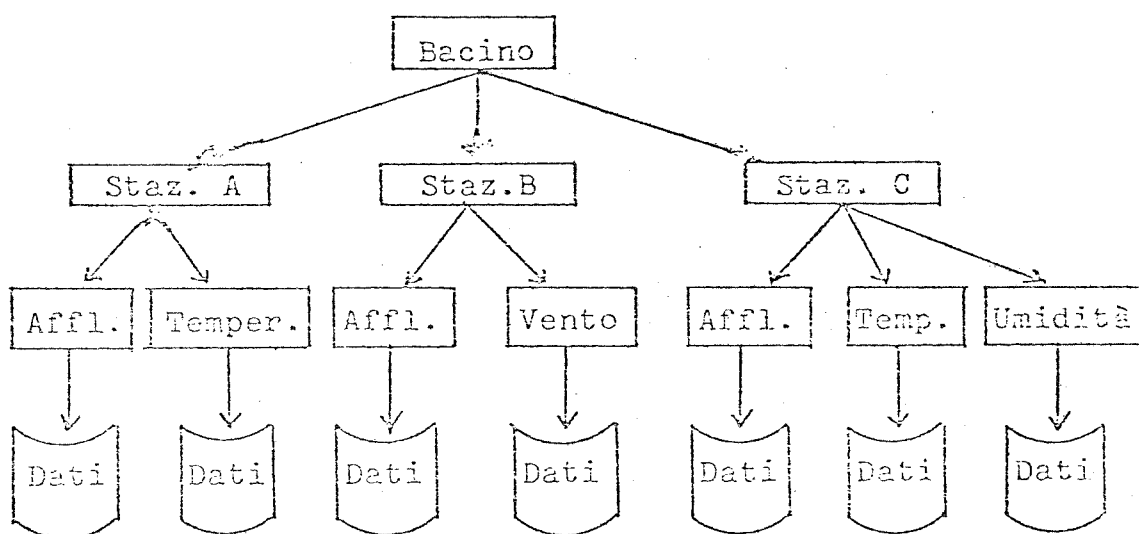 Bacino
Staz. A Staz.B Staz. C
Affl. Temper. Affl. Vento Affl. Temp. Umidità
Dati Dati Dati Dati Dati Dati Dati